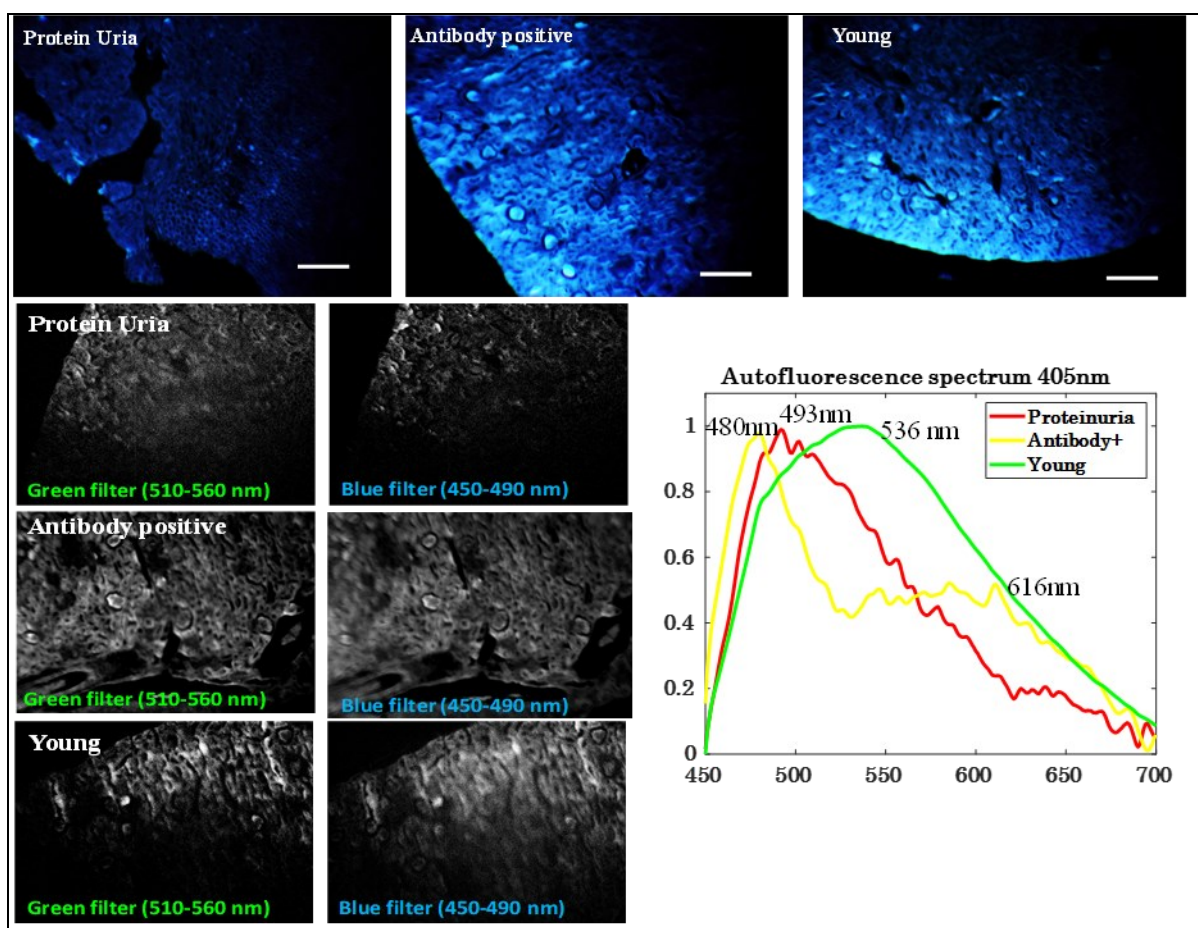 Protein Uria
Antibody positive
Young
Protein Uria
Green filter (510-560 nm)
Blue filter (450-490 nm)
Antibody positive
Green filter (510-560 nm)
Blue filter (450-490 nm)
Young
Green filter (510-560 nm)
Blue filter (450-490 nm)
Autofluorescence spectrum 405nm
480nm
493nm
536 nm
616nm
Proteinuria
Antibody+
Young
1
0.8
0.6
0.4
0.2
0
450
500
550
600
650
700